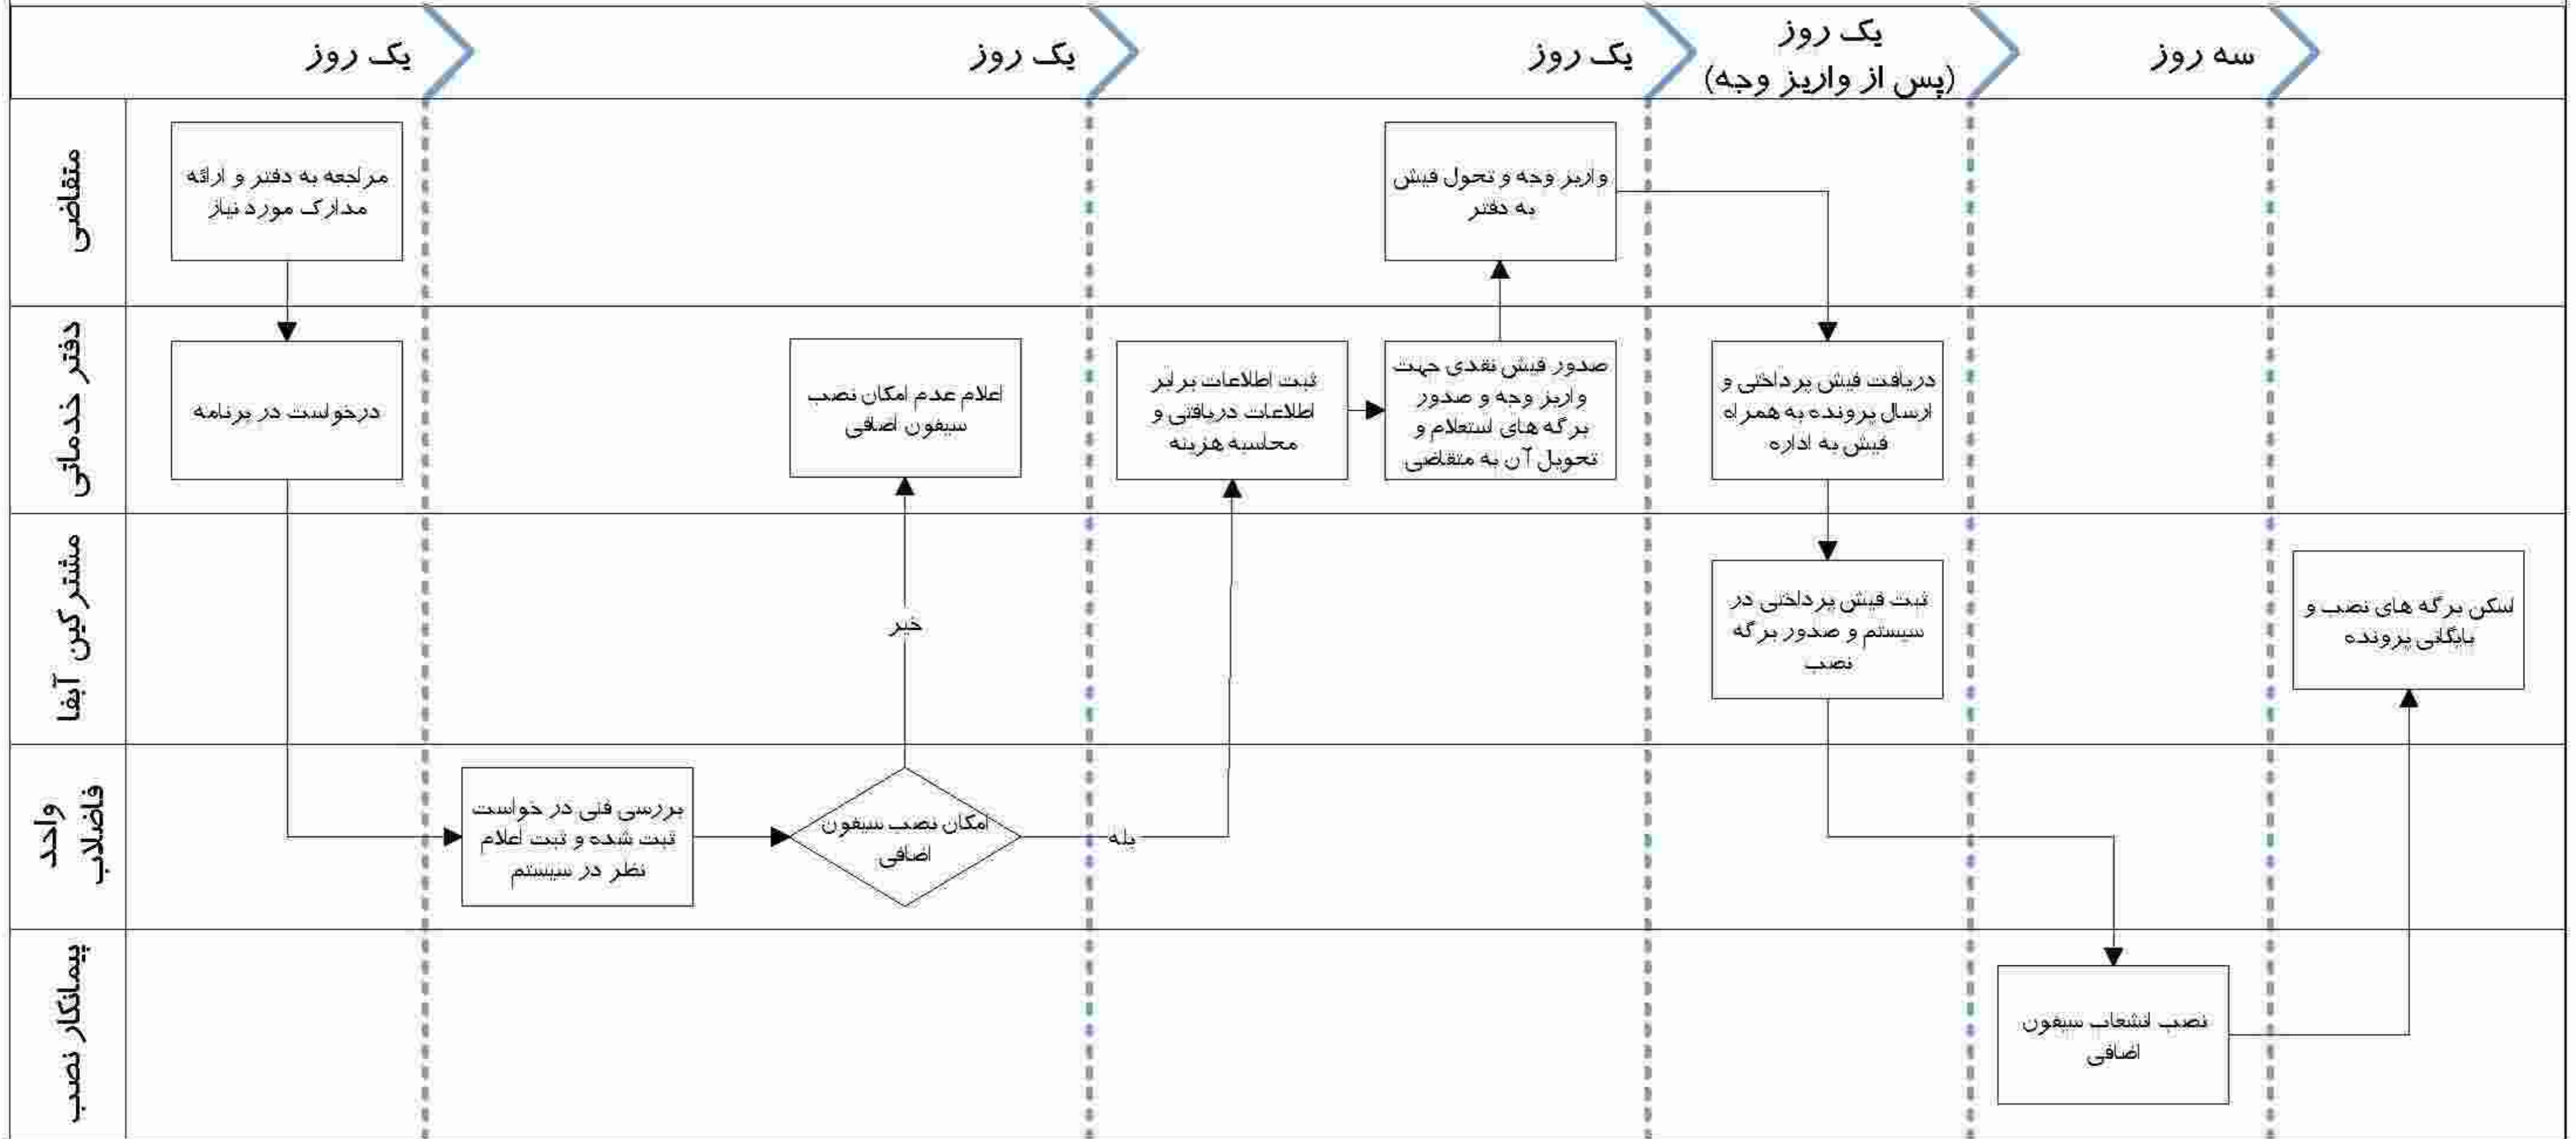 یک روز
یک روز
یک روز
یک روز
(پس از واریز وجه)
سه روز
متقاضی
مراجعه به دفتر و ارائه
مدارک مورد نیاز
واریز وجه و تحول فیش
به دفتر
دفتر خدماتی
درخواست در برنامه
اعلام عدم امکان نصب
سیفون اضافی
ثبت اطلاعات برابر
اطلاعات دریافتی و
محاسبه هزینه
صدور فیش نقدی جهت
واریز وجه و صدور
برگه های استعلام و
تحویل آن به متقاضی
دریافت فیش پرداختی و
ارسال پرونده به همراه
فیش به اداره
مشترکین آبفا
خیر
ثبت فیش پرداختی در
سیستم و صدور برگه
نصب
اسکن برگه های نصب و
بایگانی پرونده
واحد
فاضلاب
بررسی فنی در خواست
ثبت شده و ثبت اعلام
نظر در سیستم
امکان نصب سیفون
اضافی
بله
پیمانکار نصب
نصب انشعاب سیفون
اضافی